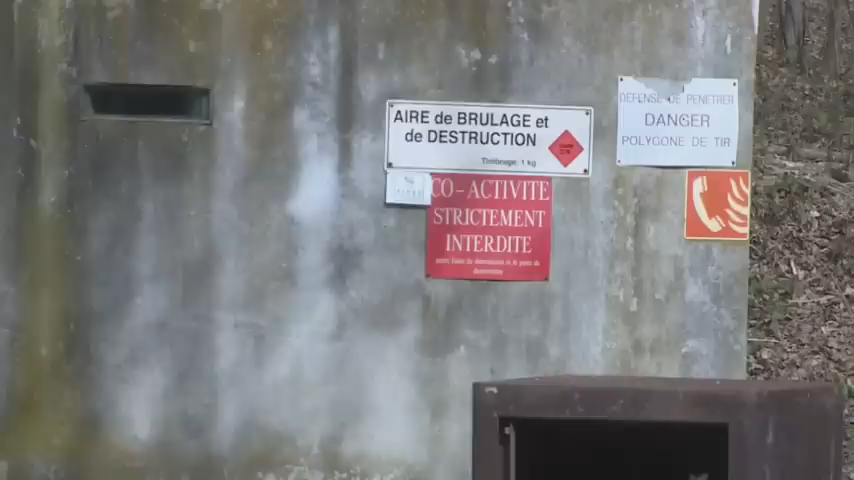 AIRE de BRULAGE et
de DESTRUCTION
Timbrage: 1 kg
CO-ACTIVITE
STRICTEMENT
INTERDITE
DEFENSE DE PENETRER
DANGER
POLYGONE DE TIR